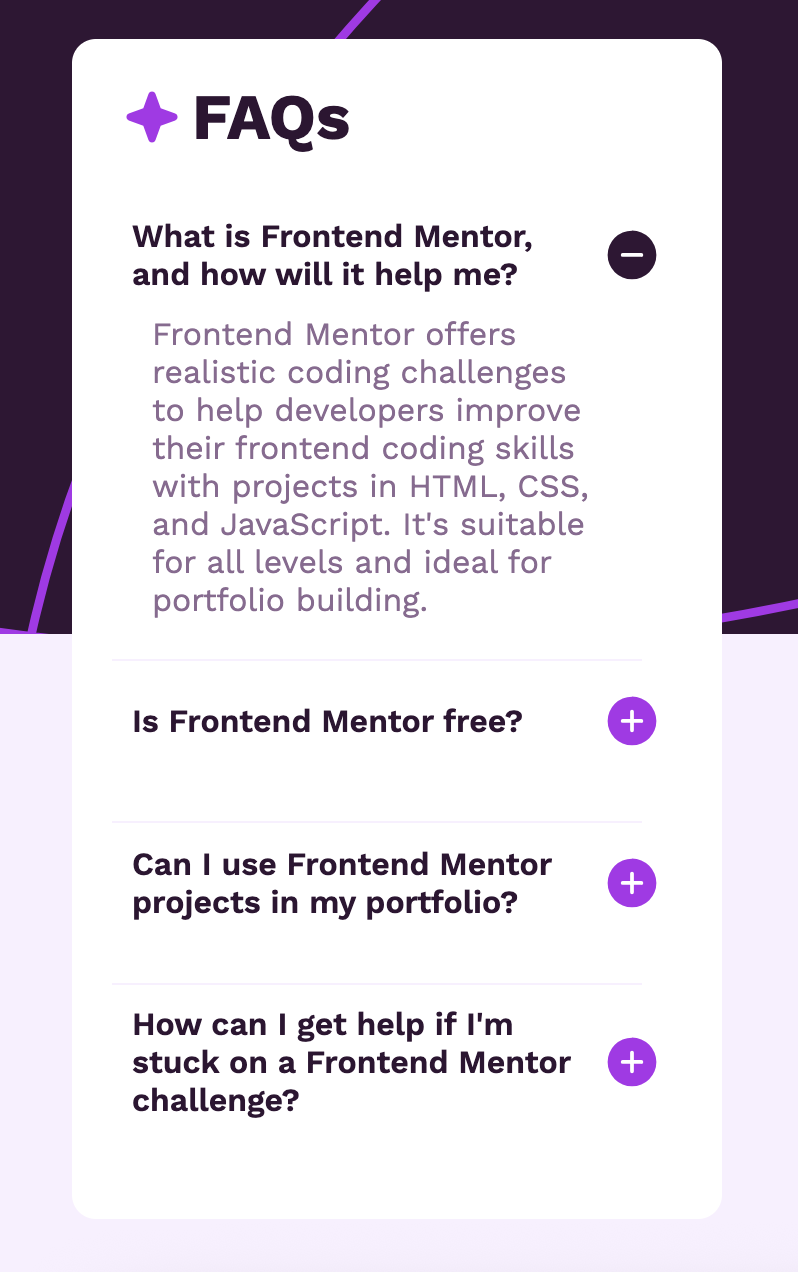 FAQs
What is Frontend Mentor,
and how will it help me?
Frontend Mentor offers
realistic coding challenges
to help developers improve
their frontend coding skills
with projects in HTML, CSS,
and JavaScript. It's suitable
for all levels and ideal for
portfolio building.
Is Frontend Mentor free?
Can I use Frontend Mentor
projects in my portfolio?
How can I get help if I'm
stuck on a Frontend Mentor
challenge?